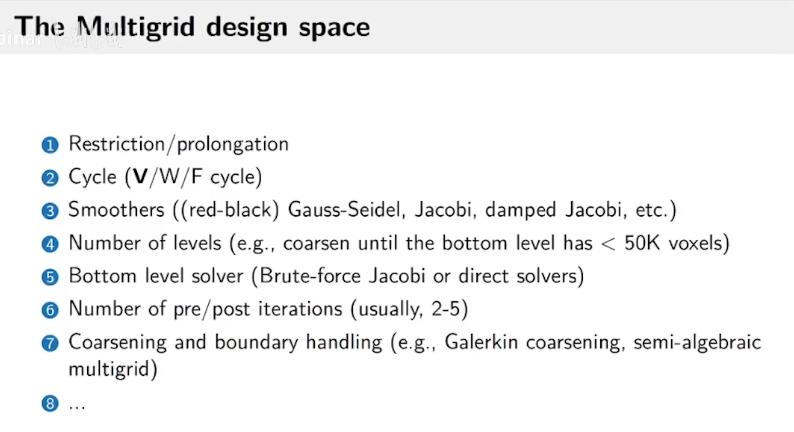 The Multigrid design space
1 Restriction/prolongation
2 Cycle (V/W/F cycle)
3 Smoothers ((red-black) Gauss-Seidel, Jacobi, damped Jacobi, etc.)
4 Number of levels (e.g., coarsen until the bottom level has < 50K voxels)
5 Bottom level solver (Brute-force Jacobi or direct solvers)
6 Number of pre/post iterations (usually, 2-5)
7 Coarsening and boundary handling (e.g., Galerkin coarsening, semi-algebraic
multigrid)
8 ...